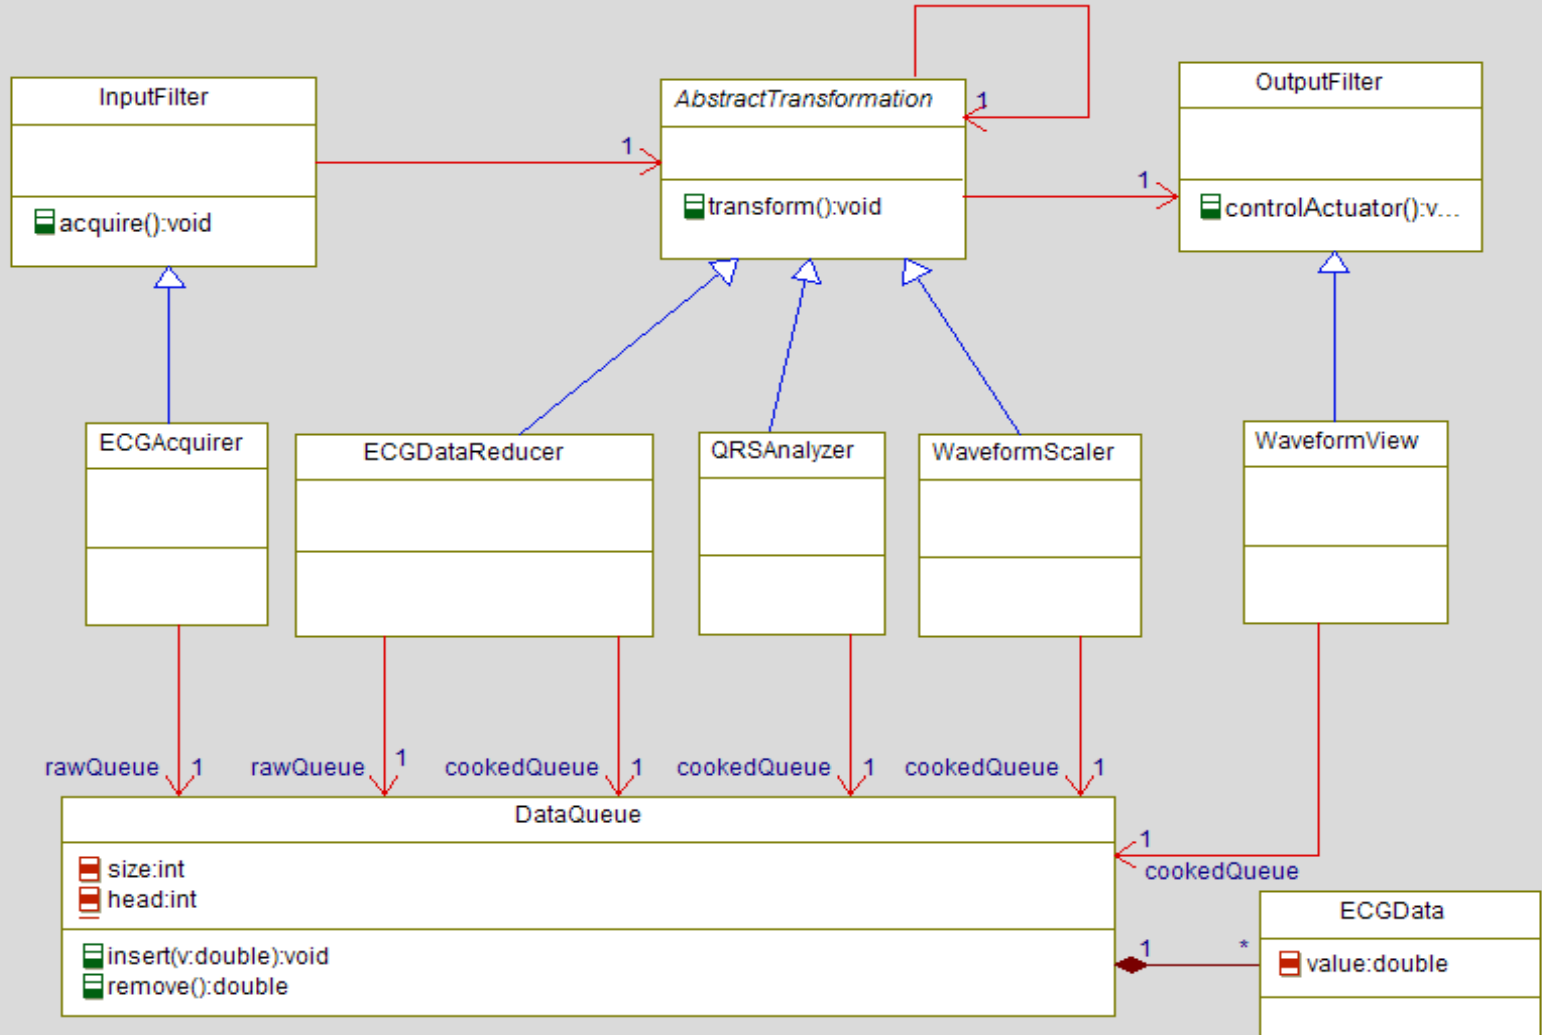 InputFilter
acquire():void
1
AbstractTransformation
transform():void
1
1
OutputFilter
controlActuator():v...
ECGAcquirer
ECGDataReducer
QRSAnalyzer
WaveformScaler
WaveformView
rawQueue 1
rawQueue 1
cookedQueue 1
cookedQueue 1
cookedQueue 1
1
cookedQueue
DataQueue
size:int
head:int
insert(v:double):void
remove():double
1 *
ECGData
value:double